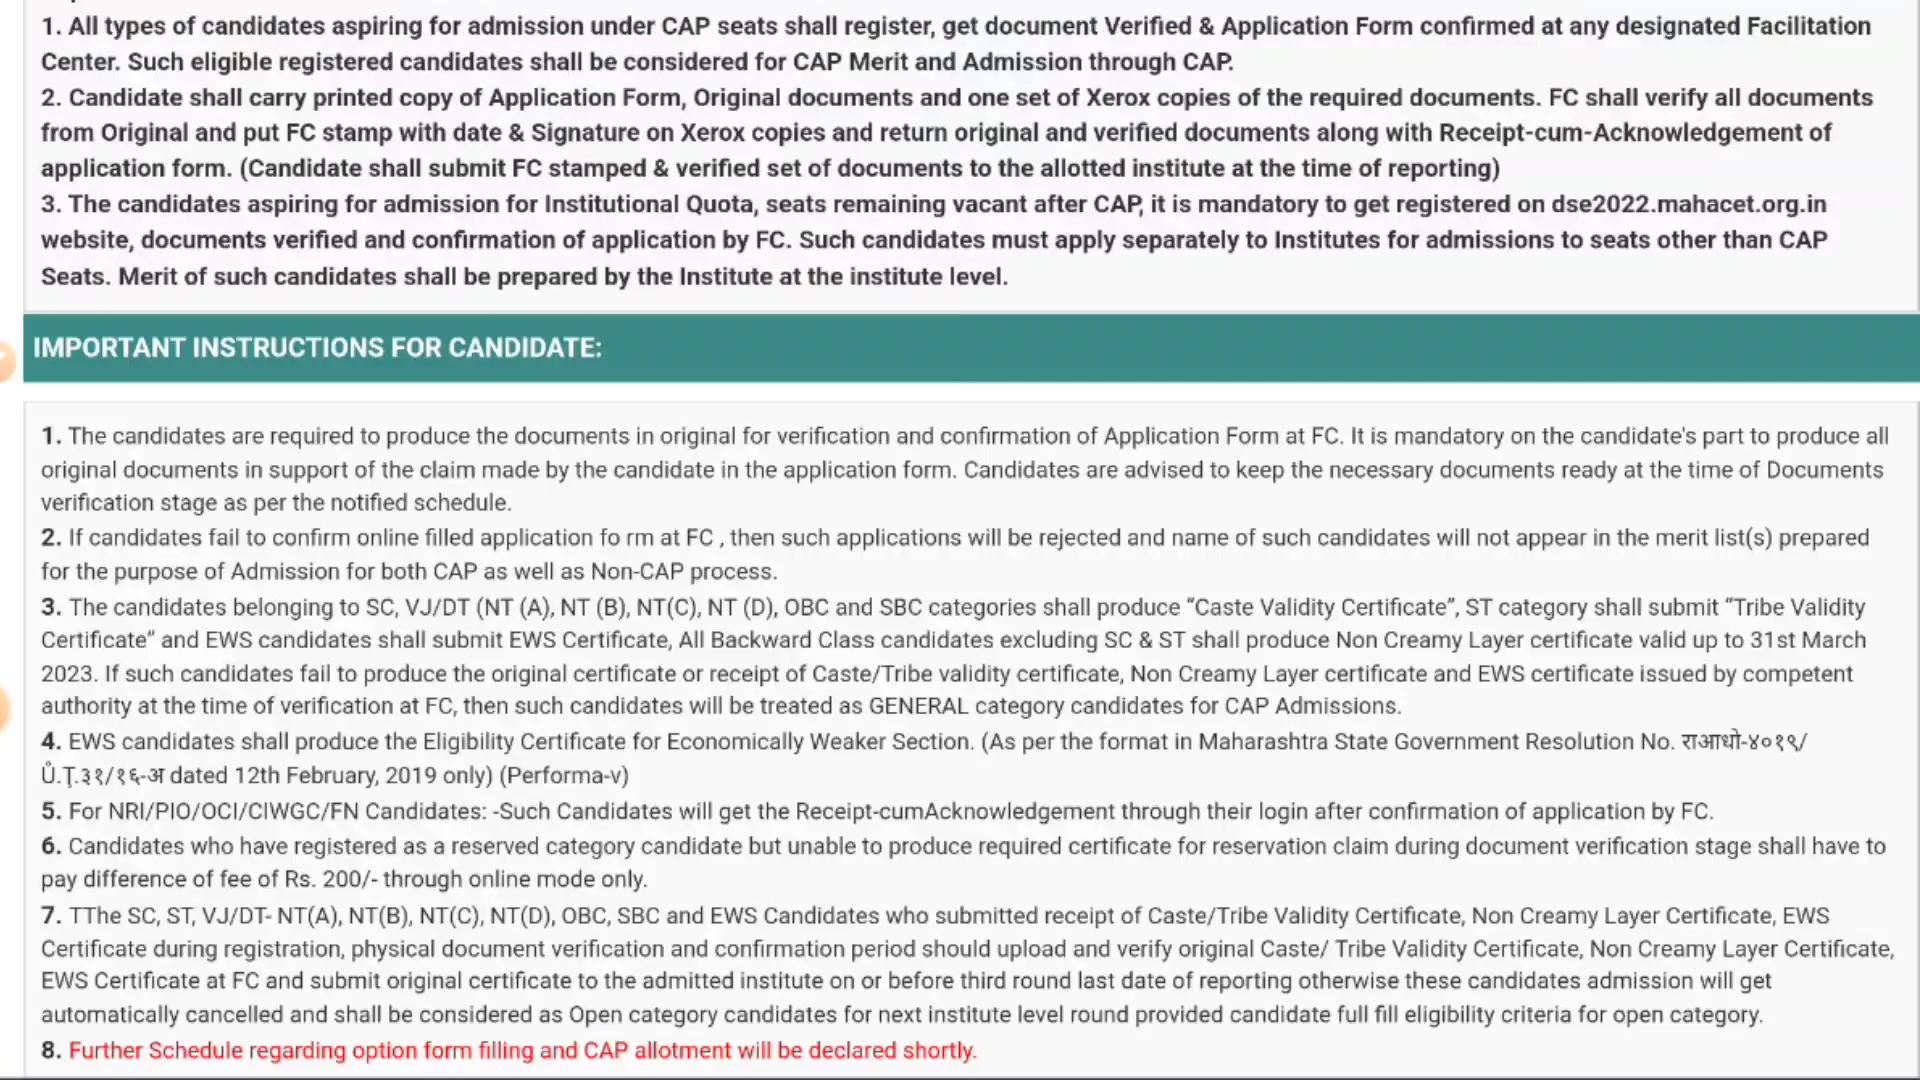 1. All types of candidates aspiring for admission under CAP seats shall register, get document Verified & Application Form confirmed at any designated Facilitation
Center. Such eligible registered candidates shall be considered for CAP Merit and Admission through CAP.
2. Candidate shall carry printed copy of Application Form, Original documents and one set of Xerox copies of the required documents. FC shall verify all documents
from Original and put FC stamp with date & Signature on Xerox copies and return original and verified documents along with Receipt-cum-Acknowledgement of
application form. (Candidate shall submit FC stamped & verified set of documents to the allotted institute at the time of reporting)
3. The candidates aspiring for admission for Institutional Quota, seats remaining vacant after CAP, it is mandatory to get registered on dse2022.mahacet.org.in
website, documents verified and confirmation of application by FC. Such candidates must apply separately to Institutes for admissions to seats other than CAP
Seats. Merit of such candidates shall be prepared by the Institute at the institute level.
IMPORTANT INSTRUCTIONS FOR CANDIDATE:
1. The candidates are required to produce the documents in original for verification and confirmation of Application Form at FC. It is mandatory on the candidate's part to produce all
original documents in support of the claim made by the candidate in the application form. Candidates are advised to keep the necessary documents ready at the time of Documents
verification stage as per the notified schedule.
2. If candidates fail to confirm online filled application fo rm at FC , then such applications will be rejected and name of such candidates will not appear in the merit list(s) prepared
for the purpose of Admission for both CAP as well as Non-CAP process.
3. The candidates belonging to SC, VJ/DT (NT (A), NT (B), NT(C), NT (D), OBC and SBC categories shall produce “Caste Validity Certificate”, ST category shall submit “Tribe Validity
Certificate” and EWS candidates shall submit EWS Certificate, All Backward Class candidates excluding SC & ST shall produce Non Creamy Layer certificate valid up to 31st March
2023. If such candidates fail to produce the original certificate or receipt of Caste/Tribe validity certificate, Non Creamy Layer certificate and EWS certificate issued by competent
authority at the time of verification at FC, then such candidates will be treated as GENERAL category candidates for CAP Admissions.
4. EWS candidates shall produce the Eligibility Certificate for Economically Weaker Section. (As per the format in Maharashtra State Government Resolution No. राआधो-४०१९/
Ů.Ţ.३१/१६-अ dated 12th February, 2019 only) (Performa-v)
5. For NRI/PIO/OCI/CIWGC/FN Candidates: -Such Candidates will get the Receipt-cumAcknowledgement through their login after confirmation of application by FC.
6. Candidates who have registered as a reserved category candidate but unable to produce required certificate for reservation claim during document verification stage shall have to
pay difference of fee of Rs. 200/- through online mode only.
7. TThe SC, ST, VJ/DT- NT(A), NT(B), NT(C), NT(D), OBC, SBC and EWS Candidates who submitted receipt of Caste/Tribe Validity Certificate, Non Creamy Layer Certificate, EWS
Certificate during registration, physical document verification and confirmation period should upload and verify original Caste/ Tribe Validity Certificate, Non Creamy Layer Certificate,
EWS Certificate at FC and submit original certificate to the admitted institute on or before third round last date of reporting otherwise these candidates admission will get
automatically cancelled and shall be considered as Open category candidates for next institute level round provided candidate full fill eligibility criteria for open category.
8. Further Schedule regarding option form filling and CAP allotment will be declared shortly.